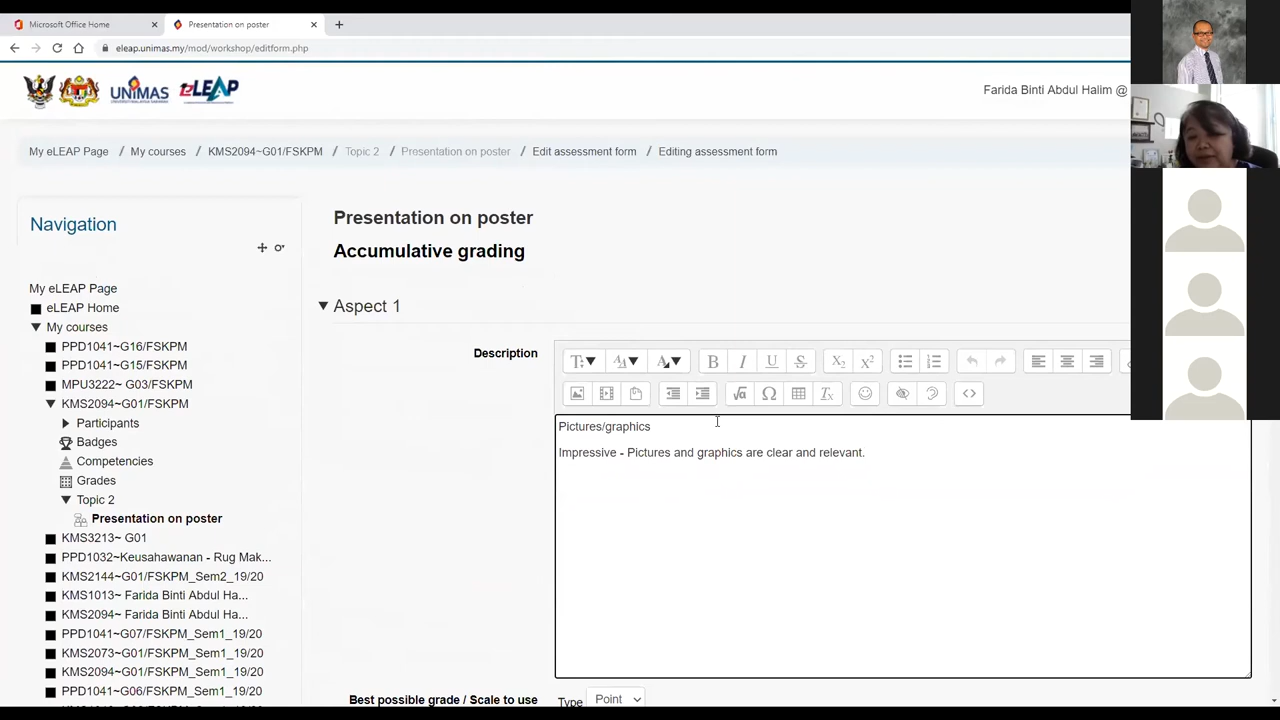 Microsoft Office Home
Presentation on poster
eleap.unimas.my/mod/workshop/editform.php
UNIMAS
eLEAP
Farida Binti Abdul Halim @
My eLEAP Page / My courses / KMS2094~G01/FSKPM / Topic 2 / Presentation on poster / Edit assessment form / Editing assessment form
Navigation
My eLEAP Page
eLEAP Home
My courses
PPD1041~G16/FSKPM
PPD1041~G15/FSKPM
MPU3222~ G03/FSKPM
KMS2094~G01/FSKPM
Participants
Badges
Competencies
Grades
Topic 2
Presentation on poster
KMS3213~ G01
PPD1032~Keusahawanan - Rug Mak...
KMS2144~G01/FSKPM_Sem2_19/20
KMS1013~ Farida Binti Abdul Ha...
KMS2094~ Farida Binti Abdul Ha...
PPD1041~G07/FSKPM_Sem1_19/20
KMS2073~G01/FSKPM_Sem1_19/20
KMS2094~G01/FSKPM_Sem1_19/20
PPD1041~G06/FSKPM_Sem1_19/20
Presentation on poster
Accumulative grading
Aspect 1
Description
Pictures/graphics
Impressive - Pictures and graphics are clear and relevant.
Best possible grade / Scale to use
Type Point